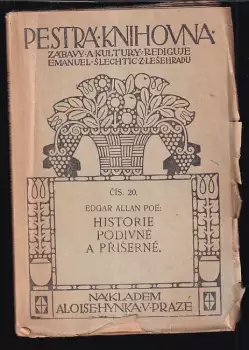 PESTRA·KNIHOVNA·
ZÁBAVY·A·KULTURY·REDIGUJE
EMANUEL·ŠLECHTIC·Z·LEŠEHRADU
ČÍS. 20.
EDGAR ALLAN POE:
HISTORIE
PODIVNÉ
A PŘÍŠERNÉ.
NÁKLADEM
ALOISE·HYNKA·V·PRAZE